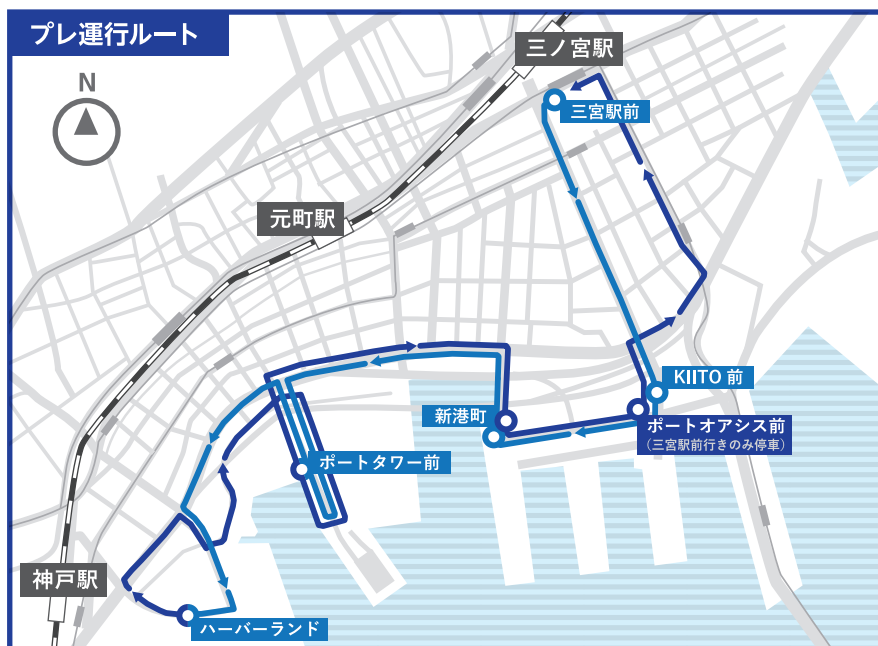 プレ運行ルート
N
三ノ宮駅
三宮駅前
元町駅
KIITO 前
新港町
ポートオアシス前
(三宮駅前行きのみ停車)
ポートタワー前
神戸駅
ハーバーランド